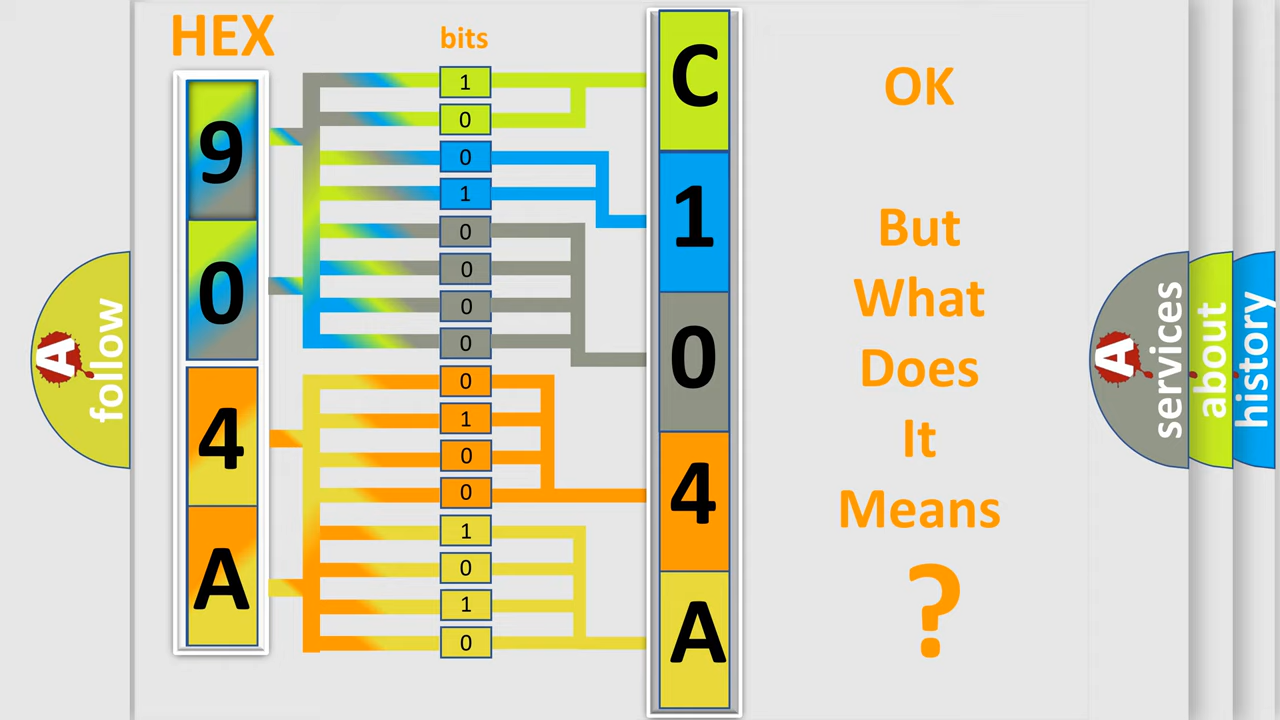 HEX
bits
9
0
4
A
1
0
0
1
0
0
0
0
0
1
0
0
1
0
1
0
C
1
0
4
A
OK
But
What
Does
It
Means
?
A
follow
A
services
about
history